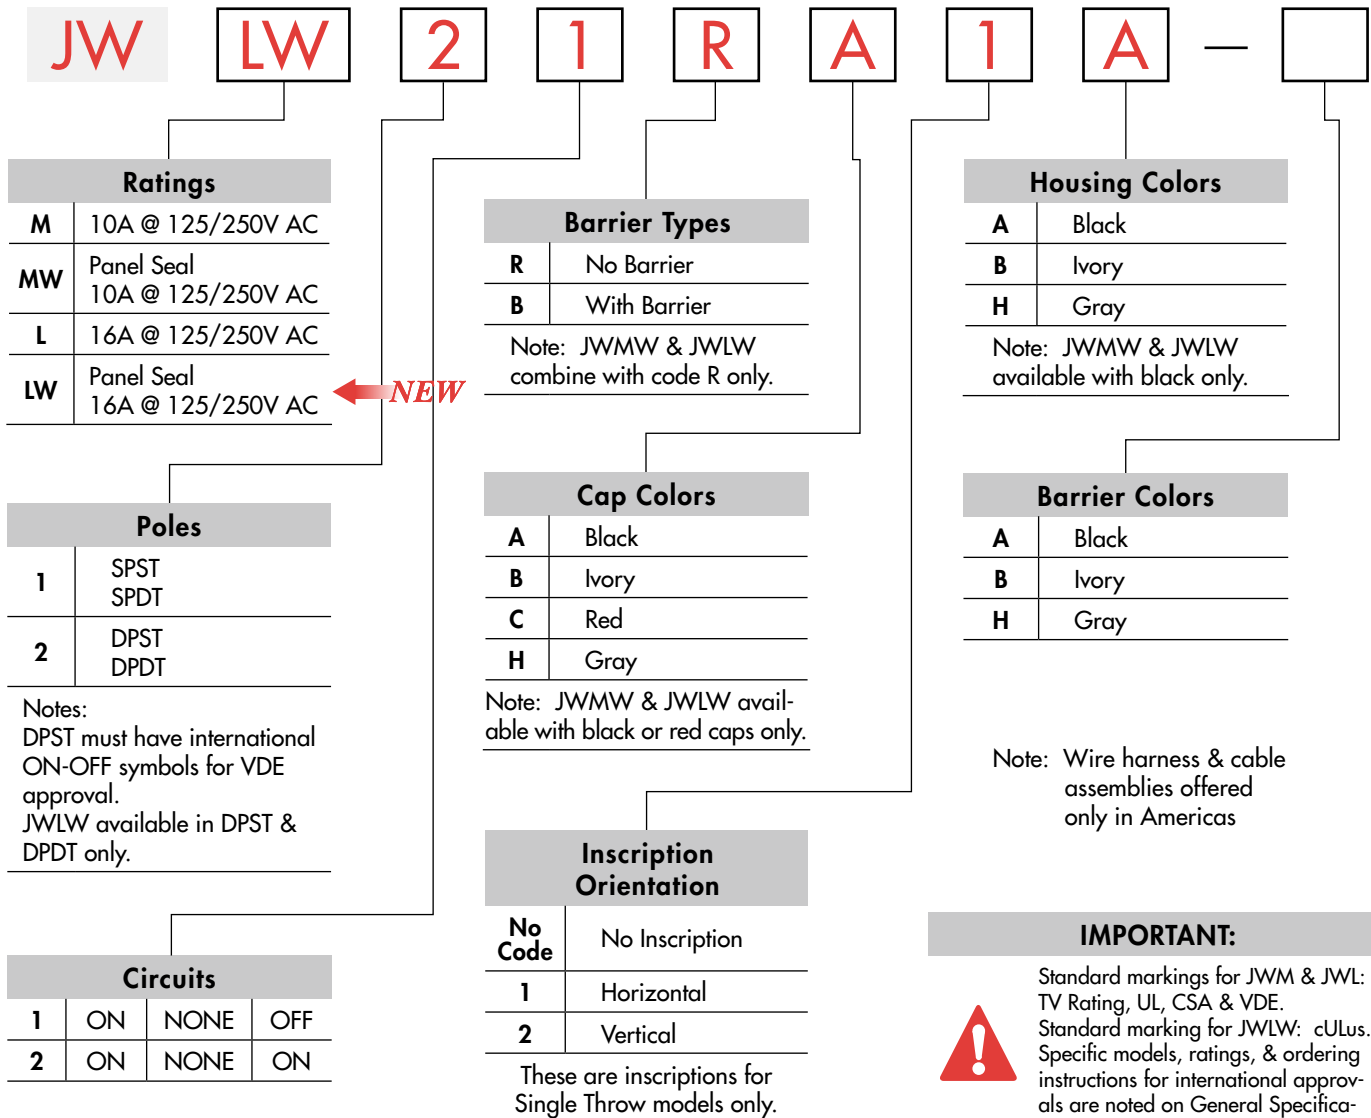 JW LW 2 1 R A 1 A —
Ratings
M 10A @ 125/250V AC
MW Panel Seal
10A @ 125/250V AC
L 16A @ 125/250V AC
LW Panel Seal
16A @ 125/250V AC
NEW
Poles
1 SPST
SPDT
2 DPST
DPDT
Notes:
DPST must have international
ON-OFF symbols for VDE
approval.
JWLW available in DPST &
DPDT only.
Circuits
1 ON NONE OFF
2 ON NONE ON
Barrier Types
R No Barrier
B With Barrier
Note: JWMW & JWLW
combine with code R only.
Cap Colors
A Black
B Ivory
C Red
H Gray
Note: JWMW & JWLW avail-
able with black or red caps only.
Inscription
Orientation
No
Code No Inscription
1 Horizontal
2 Vertical
These are inscriptions for
Single Throw models only.
Housing Colors
A Black
B Ivory
H Gray
Note: JWMW & JWLW
available with black only.
Barrier Colors
A Black
B Ivory
H Gray
Note: Wire harness & cable
assemblies offered
only in Americas
IMPORTANT:
Standard markings for JWM & JWL:
TV Rating, UL, CSA & VDE.
Standard marking for JWLW: cULus.
Specific models, ratings, & ordering
instructions for international approv-
als are noted on General Specifica-